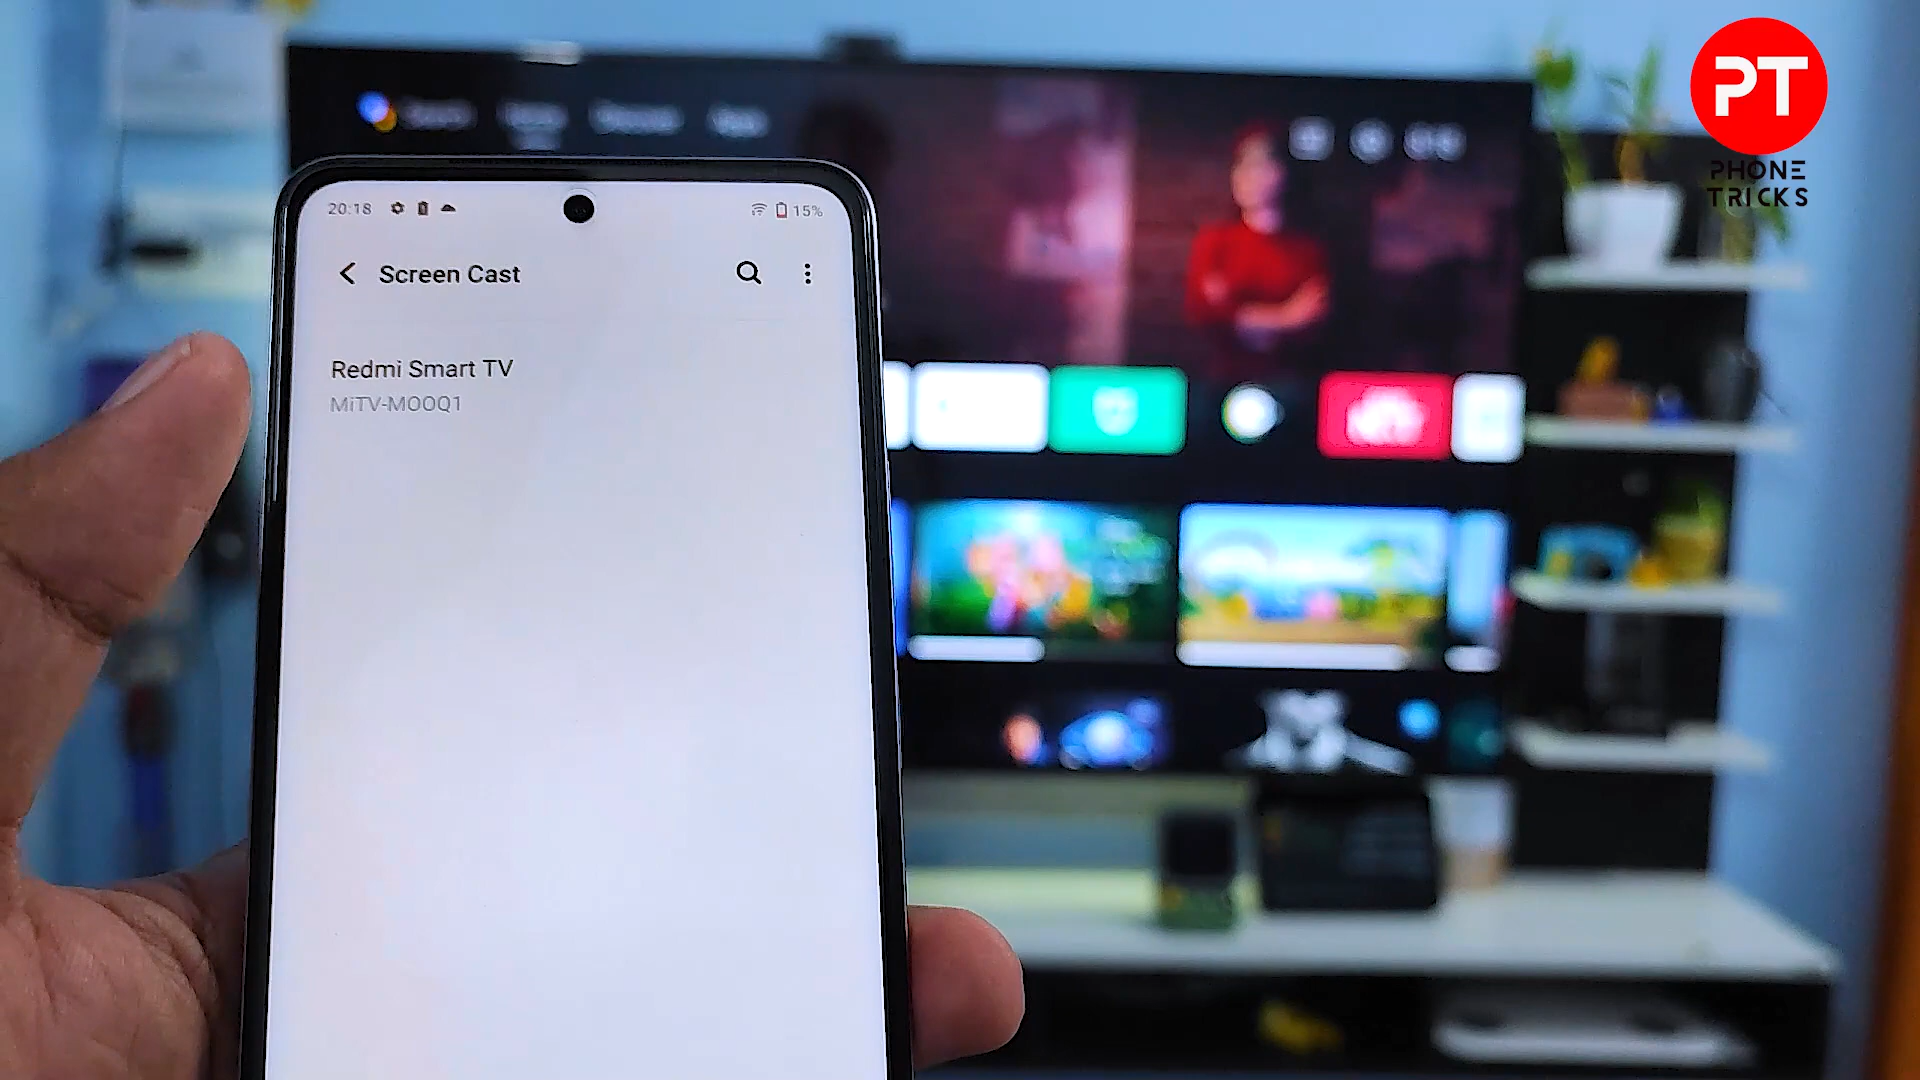 PT
PHONE
TRICKS
20:18 15%
Screen Cast
Redmi Smart TV
MiTV-MOOQ1